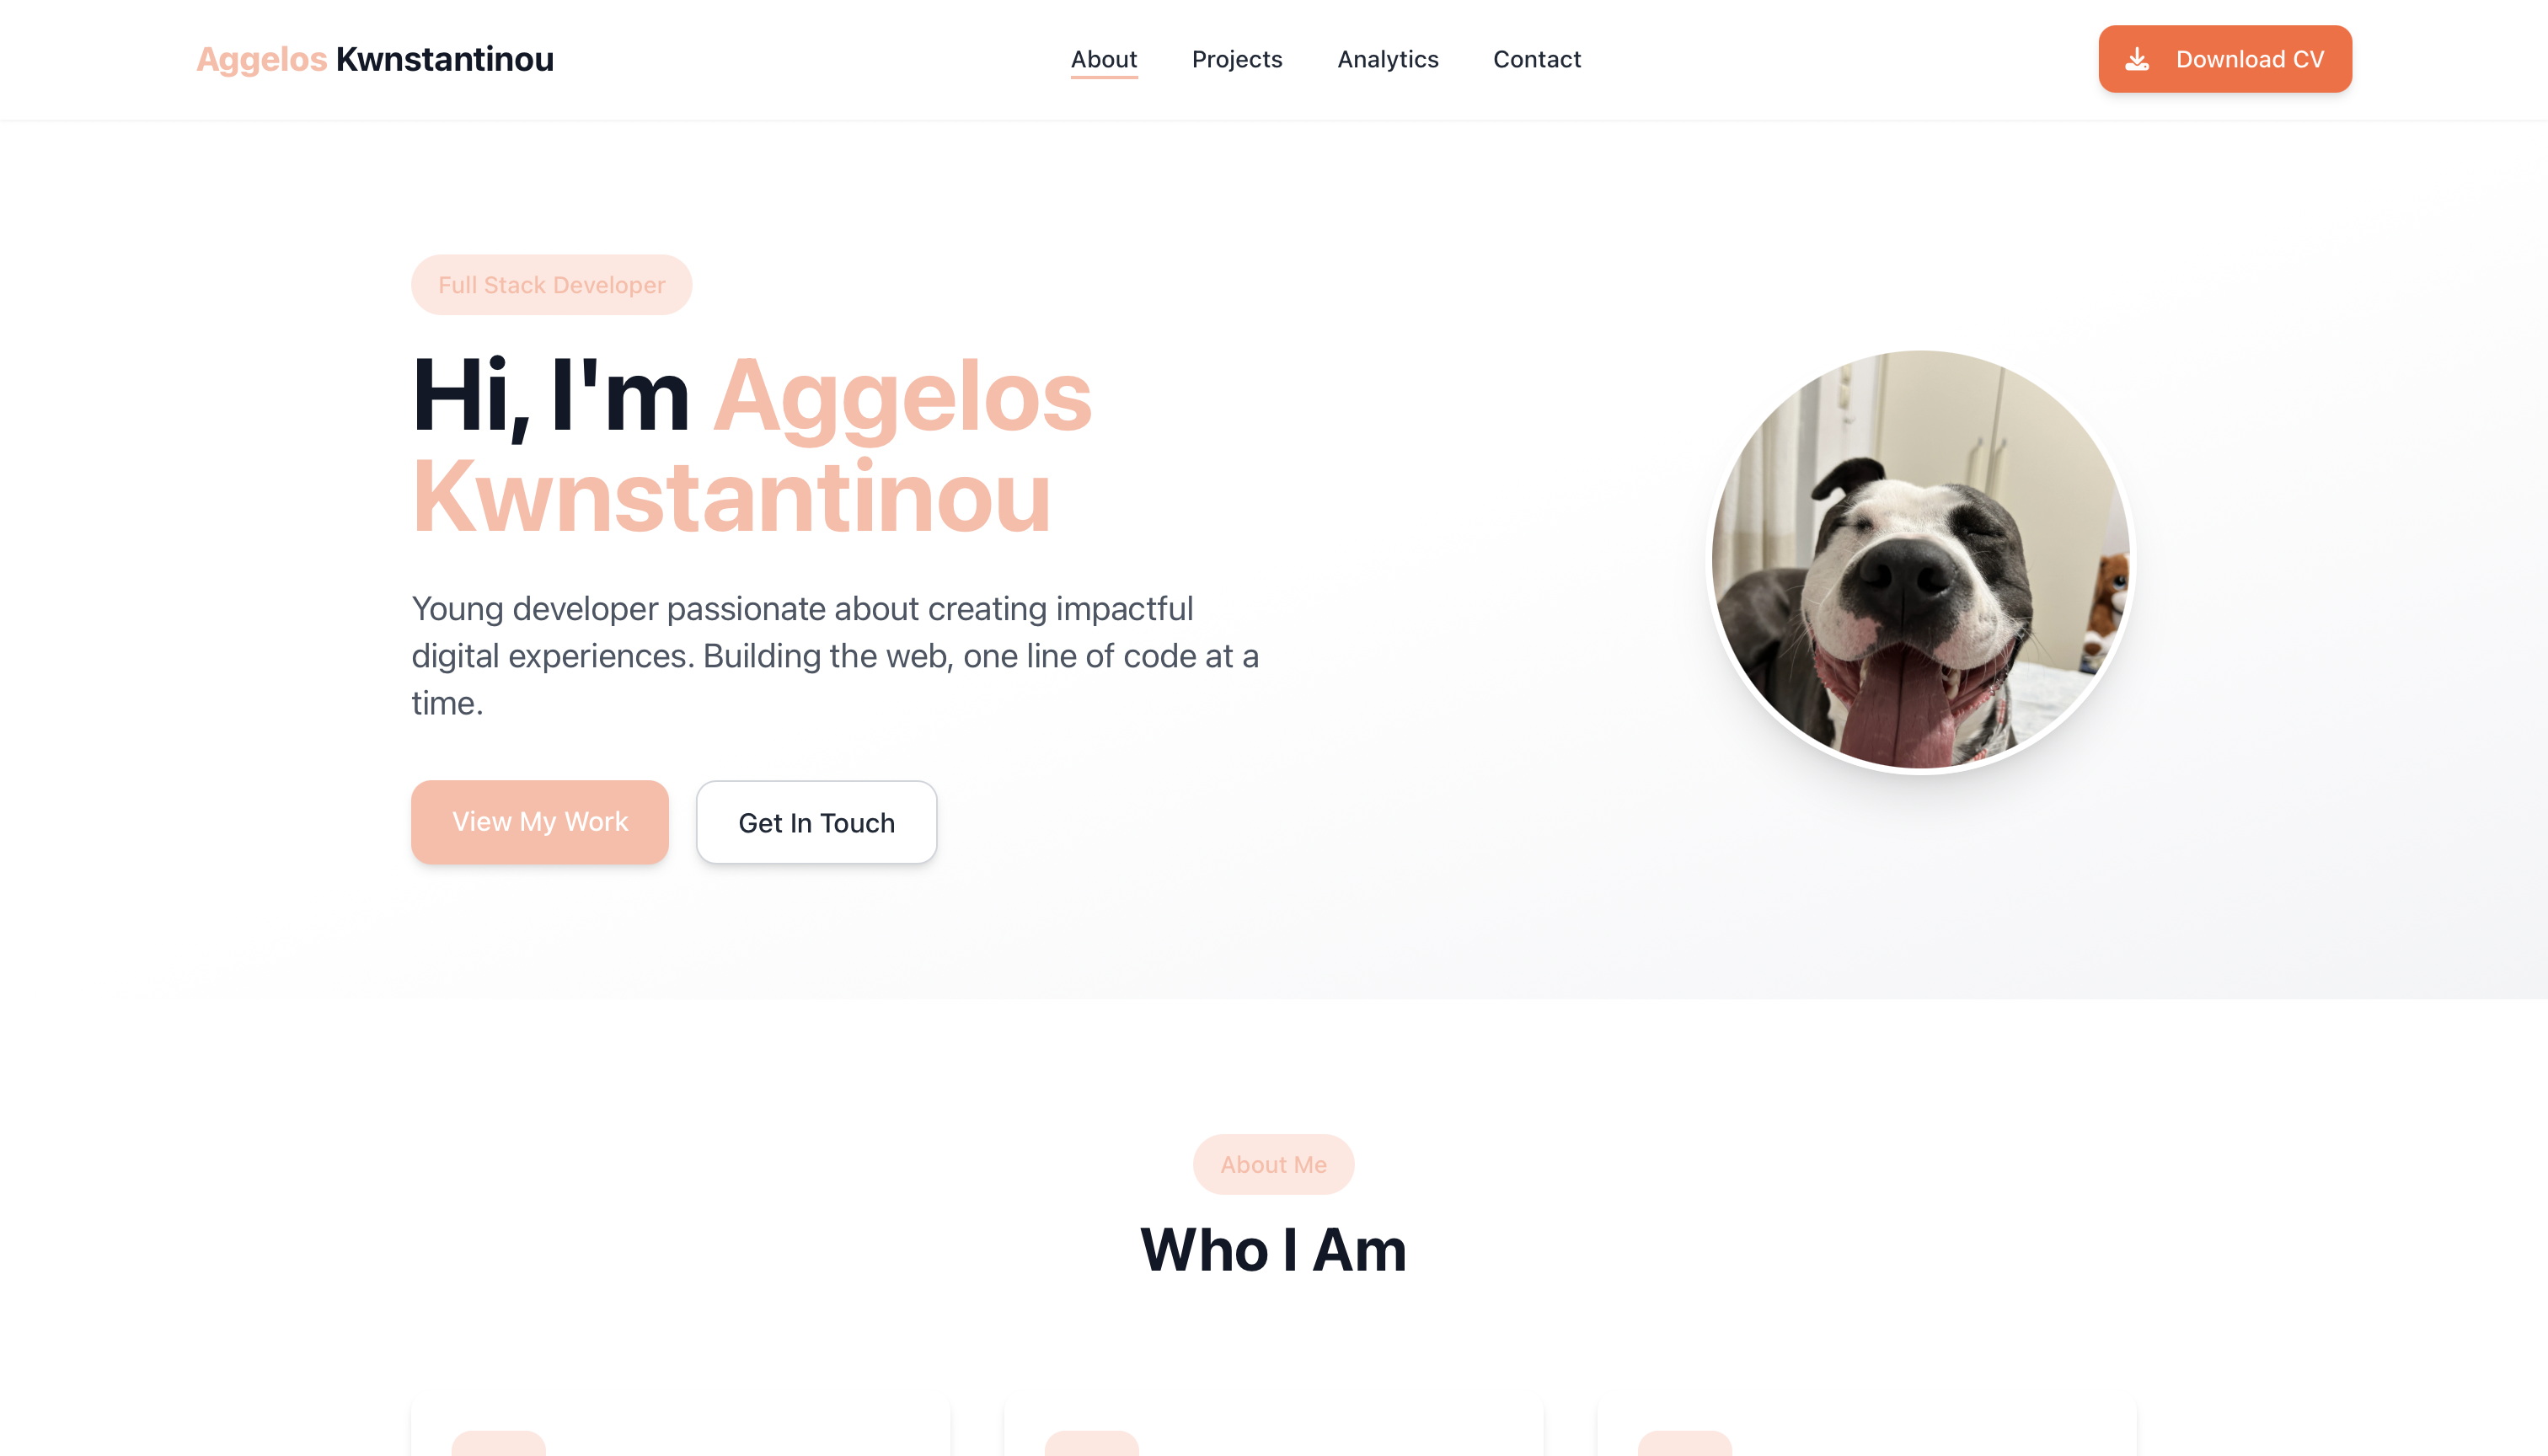 Aggelos Kwnstantinou
About
Projects
Analytics
Contact
Download CV
Full Stack Developer
Hi, I'm Aggelos
Kwnstantinou
Young developer passionate about creating impactful
digital experiences. Building the web, one line of code at a
time.
View My Work
Get In Touch
About Me
Who I Am